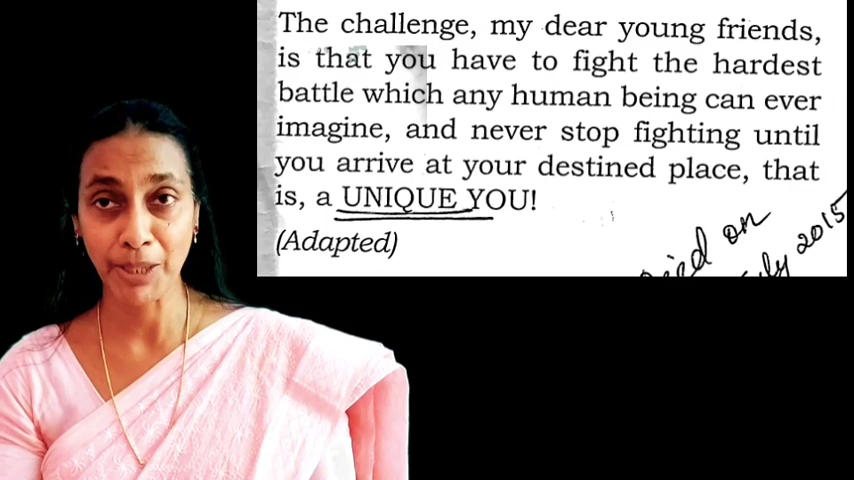 The challenge, my dear young friends,
is that you have to fight the hardest
battle which any human being can ever
imagine, and never stop fighting until
you arrive at your destined place, that
is, a UNIQUE YOU!
(Adapted)
on
2015